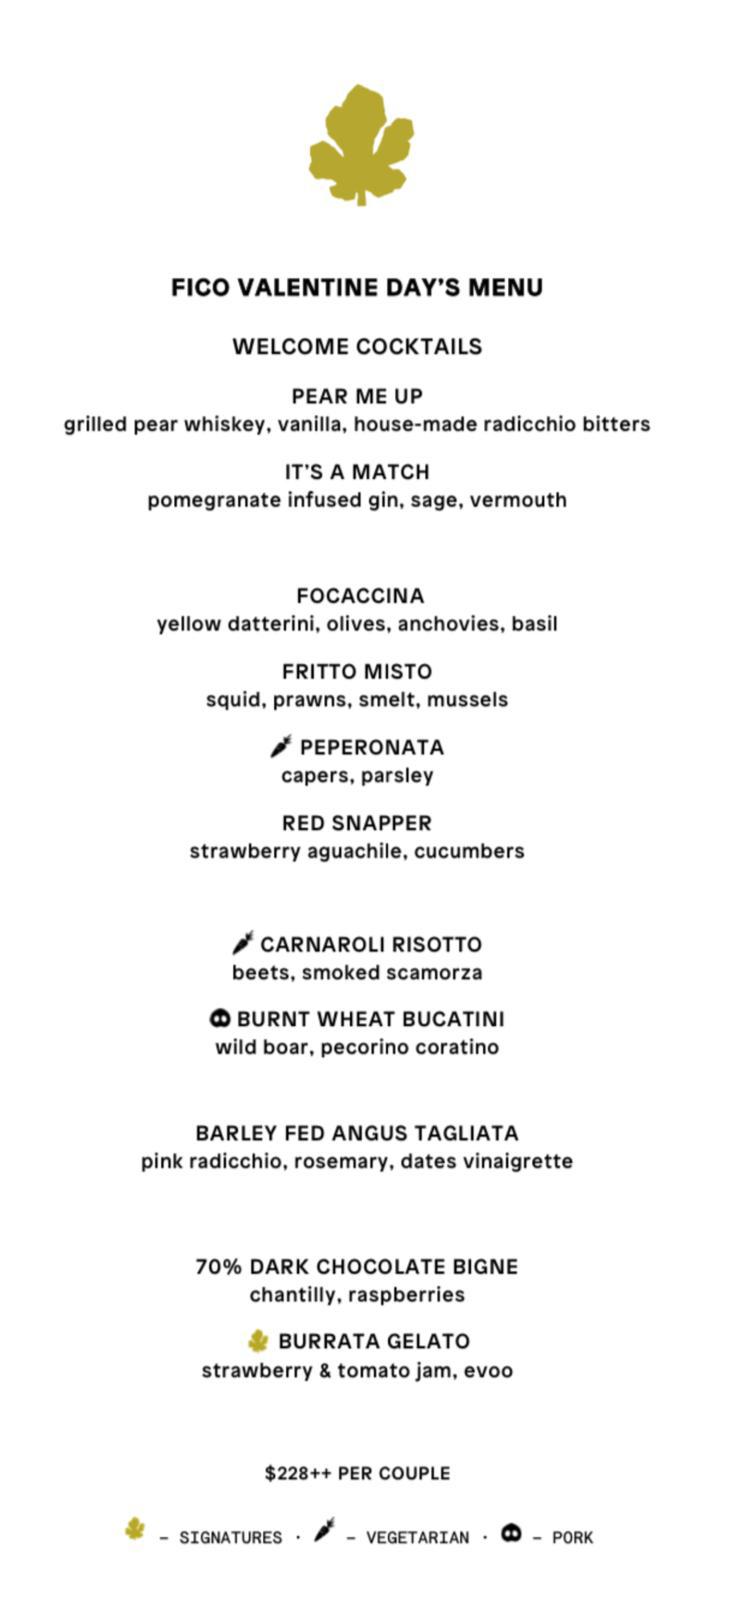 FICO VALENTINE DAY’S MENU
WELCOME COCKTAILS
PEAR ME UP
grilled pear whiskey, vanilla, house-made radicchio bitters
IT’S A MATCH
pomegranate infused gin, sage, vermouth
FOCACCINA
yellow datterini, olives, anchovies, basil
FRITTO MISTO
squid, prawns, smelt, mussels
PEPERONATA
capers, parsley
RED SNAPPER
strawberry aguachile, cucumbers
CARNAROLI RISOTTO
beets, smoked scamorza
BURNT WHEAT BUCATINI
wild boar, pecorino coratino
BARLEY FED ANGUS TAGLIATA
pink radicchio, rosemary, dates vinaigrette
70% DARK CHOCOLATE BIGNE
chantilly, raspberries
BURRATA GELATO
strawberry & tomato jam, evoo
$228++ PER COUPLE
– SIGNATURES · – VEGETARIAN · – PORK